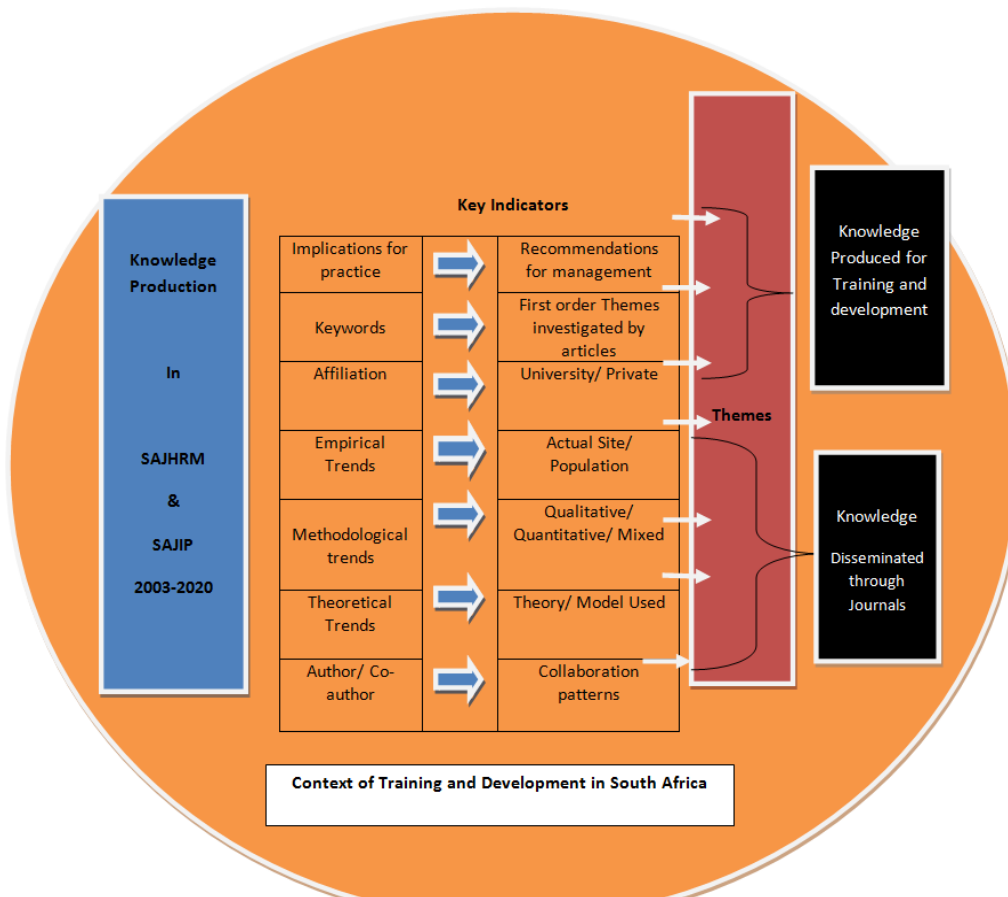 Knowledge
Production
In
SAJHRM
&
SAJIP
2003-2020
Key Indicators
Implications for
practice
Recommendations
for management
Keywords
First order Themes
investigated by
articles
Affiliation
University/ Private
Empirical
Trends
Actual Site/
Population
Methodological
trends
Qualitative/
Quantitative/ Mixed
Theoretical
Trends
Theory/ Model Used
Author/ Co-
author
Collaboration
patterns
Themes
Knowledge
Produced for
Training and
development
Knowledge
Disseminated
through
Journals
Context of Training and Development in South Africa